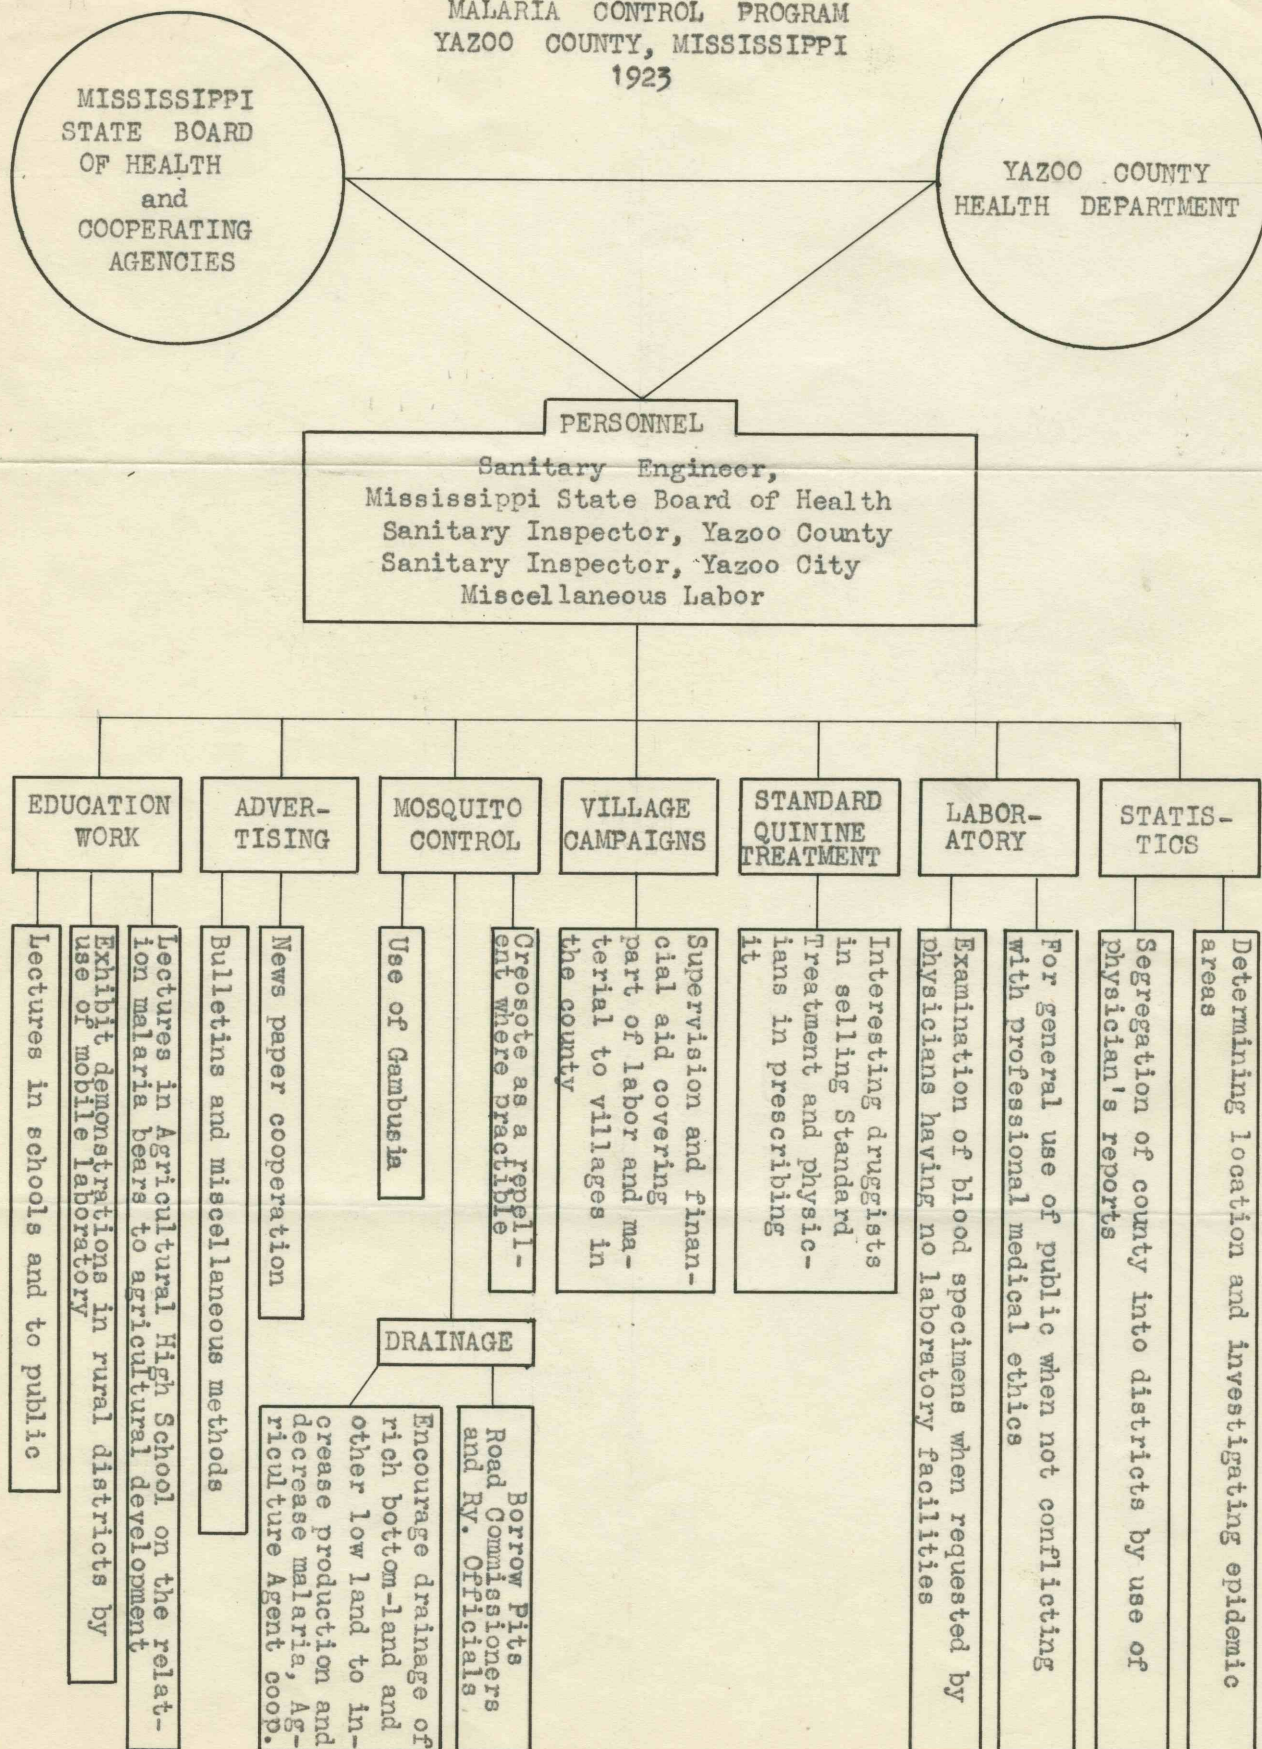 MALARIA CONTROL PROGRAM
YAZOO COUNTY, MISSISSIPPI
1923
MISSISSIPPI
STATE BOARD
OF HEALTH
and
COOPERATING
AGENCIES
YAZOO COUNTY
HEALTH DEPARTMENT
PERSONNEL
Sanitary Engineer,
Mississippi State Board of Health
Sanitary Inspector, Yazoo County
Sanitary Inspector, Yazoo City
Miscellaneous Labor
EDUCATION
WORK
Lectures in schools and to public
Exhibit demonstrations in rural districts by
use of mobile laboratory
Lectures in Agricultural High School on the relat-
ion malaria bears to agricultural development
ADVER-
TISING
Bulletins and miscellaneous methods
News paper cooperation
MOSQUITO
CONTROL
Use of Gambusia
Creosote as a repell-
ent where practible
DRAINAGE
Encourage drainage of
rich bottom-land and
other low land to in-
crease production and
decrease malaria, Ag-
riculture Agent coop.
Borrow Pits
Road Commissioners
and Ry. Officials
VILLAGE
CAMPAIGNS
Supervision and finan-
cial aid covering
part of labor and ma-
terial to villages in
the county
STANDARD
QUININE
TREATMENT
Interesting druggists
in selling Standard
Treatment and physic-
ians in prescribing
it
LABOR-
ATORY
Examination of blood specimens when requested by
physicians having no laboratory facilities
For general use of public when not conflicting
with professional medical ethics
STATIS-
TICS
Segregation of county into districts by use of
physician's reports
Determining location and investigating epidemic
areas